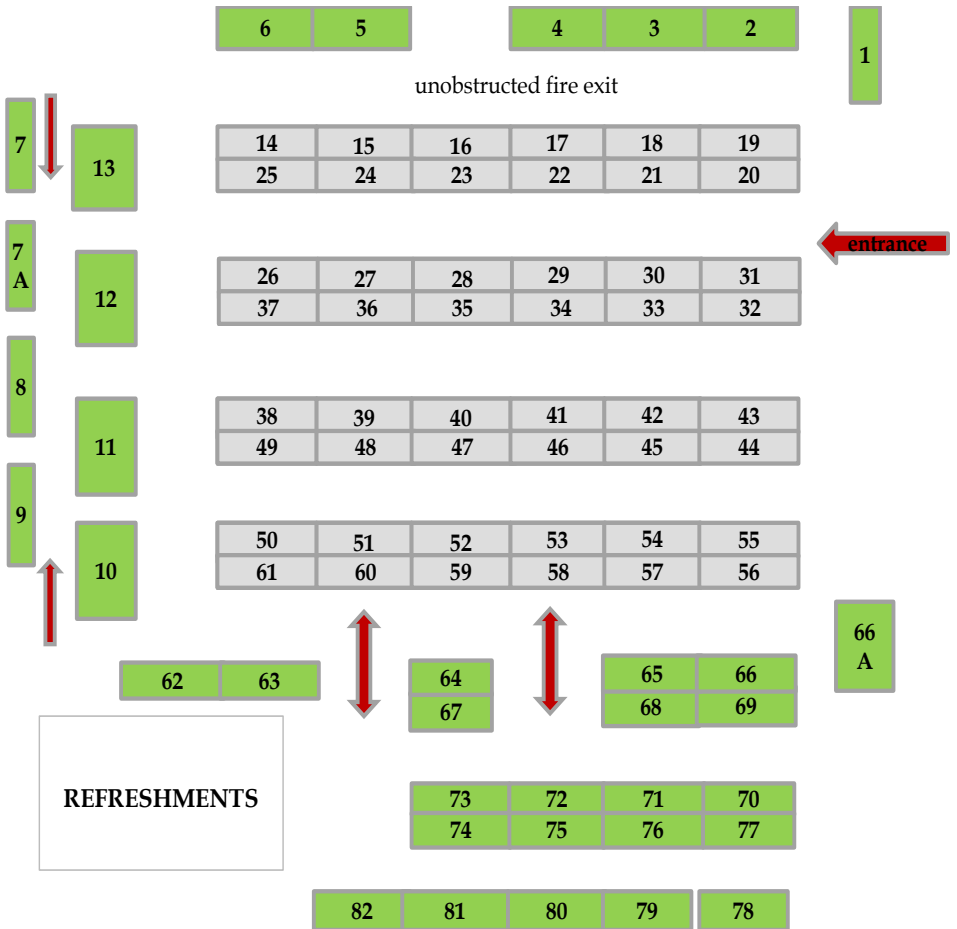 6 5 4 3 2
1
unobstructed fire exit
7
13
14 15 16 17 18 19
25 24 23 22 21 20
7
A
entrance
12
26 27 28 29 30 31
37 36 35 34 33 32
8
11
38 39 40 41 42 43
49 48 47 46 45 44
9
10
50 51 52 53 54 55
61 60 59 58 57 56
66
A
62 63
64
67
65 66
68 69
REFRESHMENTS
73 72 71 70
74 75 76 77
82 81 80 79 78